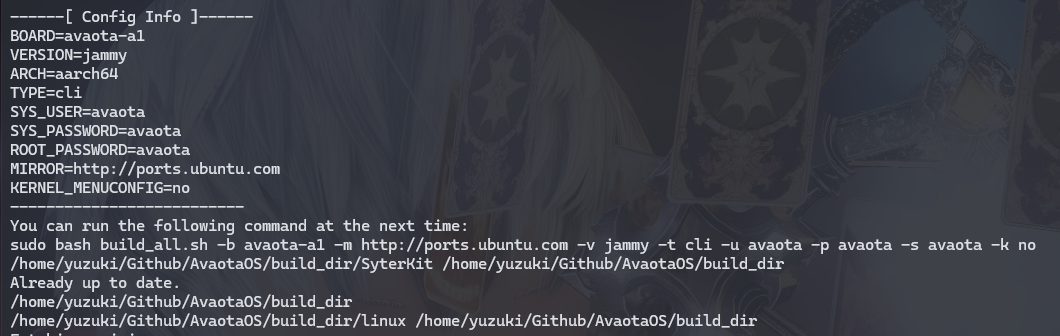 ------[ Config Info ]------
BOARD=avaota-a1
VERSION=jammy
ARCH=aarch64
TYPE=cli
SYS_USER=avaota
SYS_PASSWORD=avaota
ROOT_PASSWORD=avaota
MIRROR=http://ports.ubuntu.com
KERNEL_MENUCONFIG=no
--------------------------
You can run the following command at the next time:
sudo bash build_all.sh -b avaota-a1 -m http://ports.ubuntu.com -v jammy -t cli -u avaota -p avaota -s avaota -k no
/home/yuzuki/Github/AvaotaOS/build_dir/SyterKit /home/yuzuki/Github/AvaotaOS/build_dir
Already up to date.
/home/yuzuki/Github/AvaotaOS/build_dir
/home/yuzuki/Github/AvaotaOS/build_dir/linux /home/yuzuki/Github/AvaotaOS/build_dir